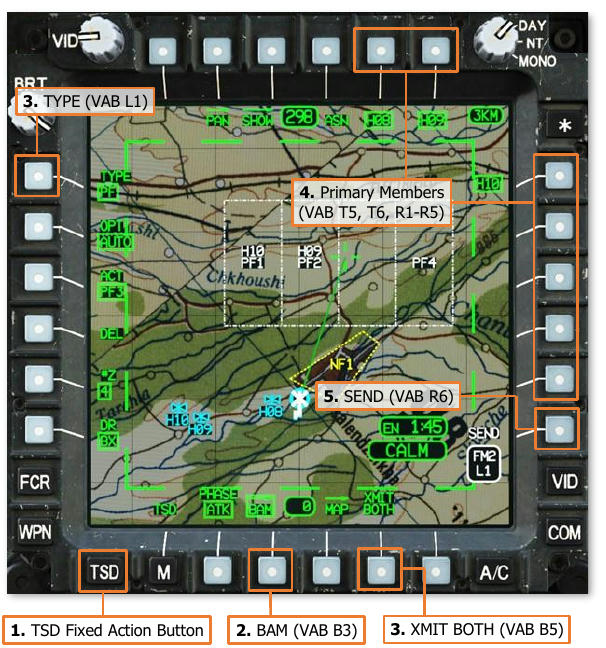 VID
DAY
NT
MONO
BRT
3. TYPE (VAB L1)
PAN
SHOW
298
ASN
H08
H09
3KM
*
TYPE
PF
H10
4. Primary Members
(VAB T5, T6, R1-R5)
OPT
AUTO
H10
PF1
H09
PF2
PF4
Chkhoushi
ACT
PF3
DEL
NF1
#Z
4
5. SEND (VAB R6)
H10
H09
H08
DR
BX
EN 1:45
CALM
SEND
FM2
L1
FCR
VID
WPN
COM
TSD
PHASE
ATK
BAM
0
MAP
XMIT
BOTH
TSD
M
A/C
1. TSD Fixed Action Button
2. BAM (VAB B3)
3. XMIT BOTH (VAB B5)